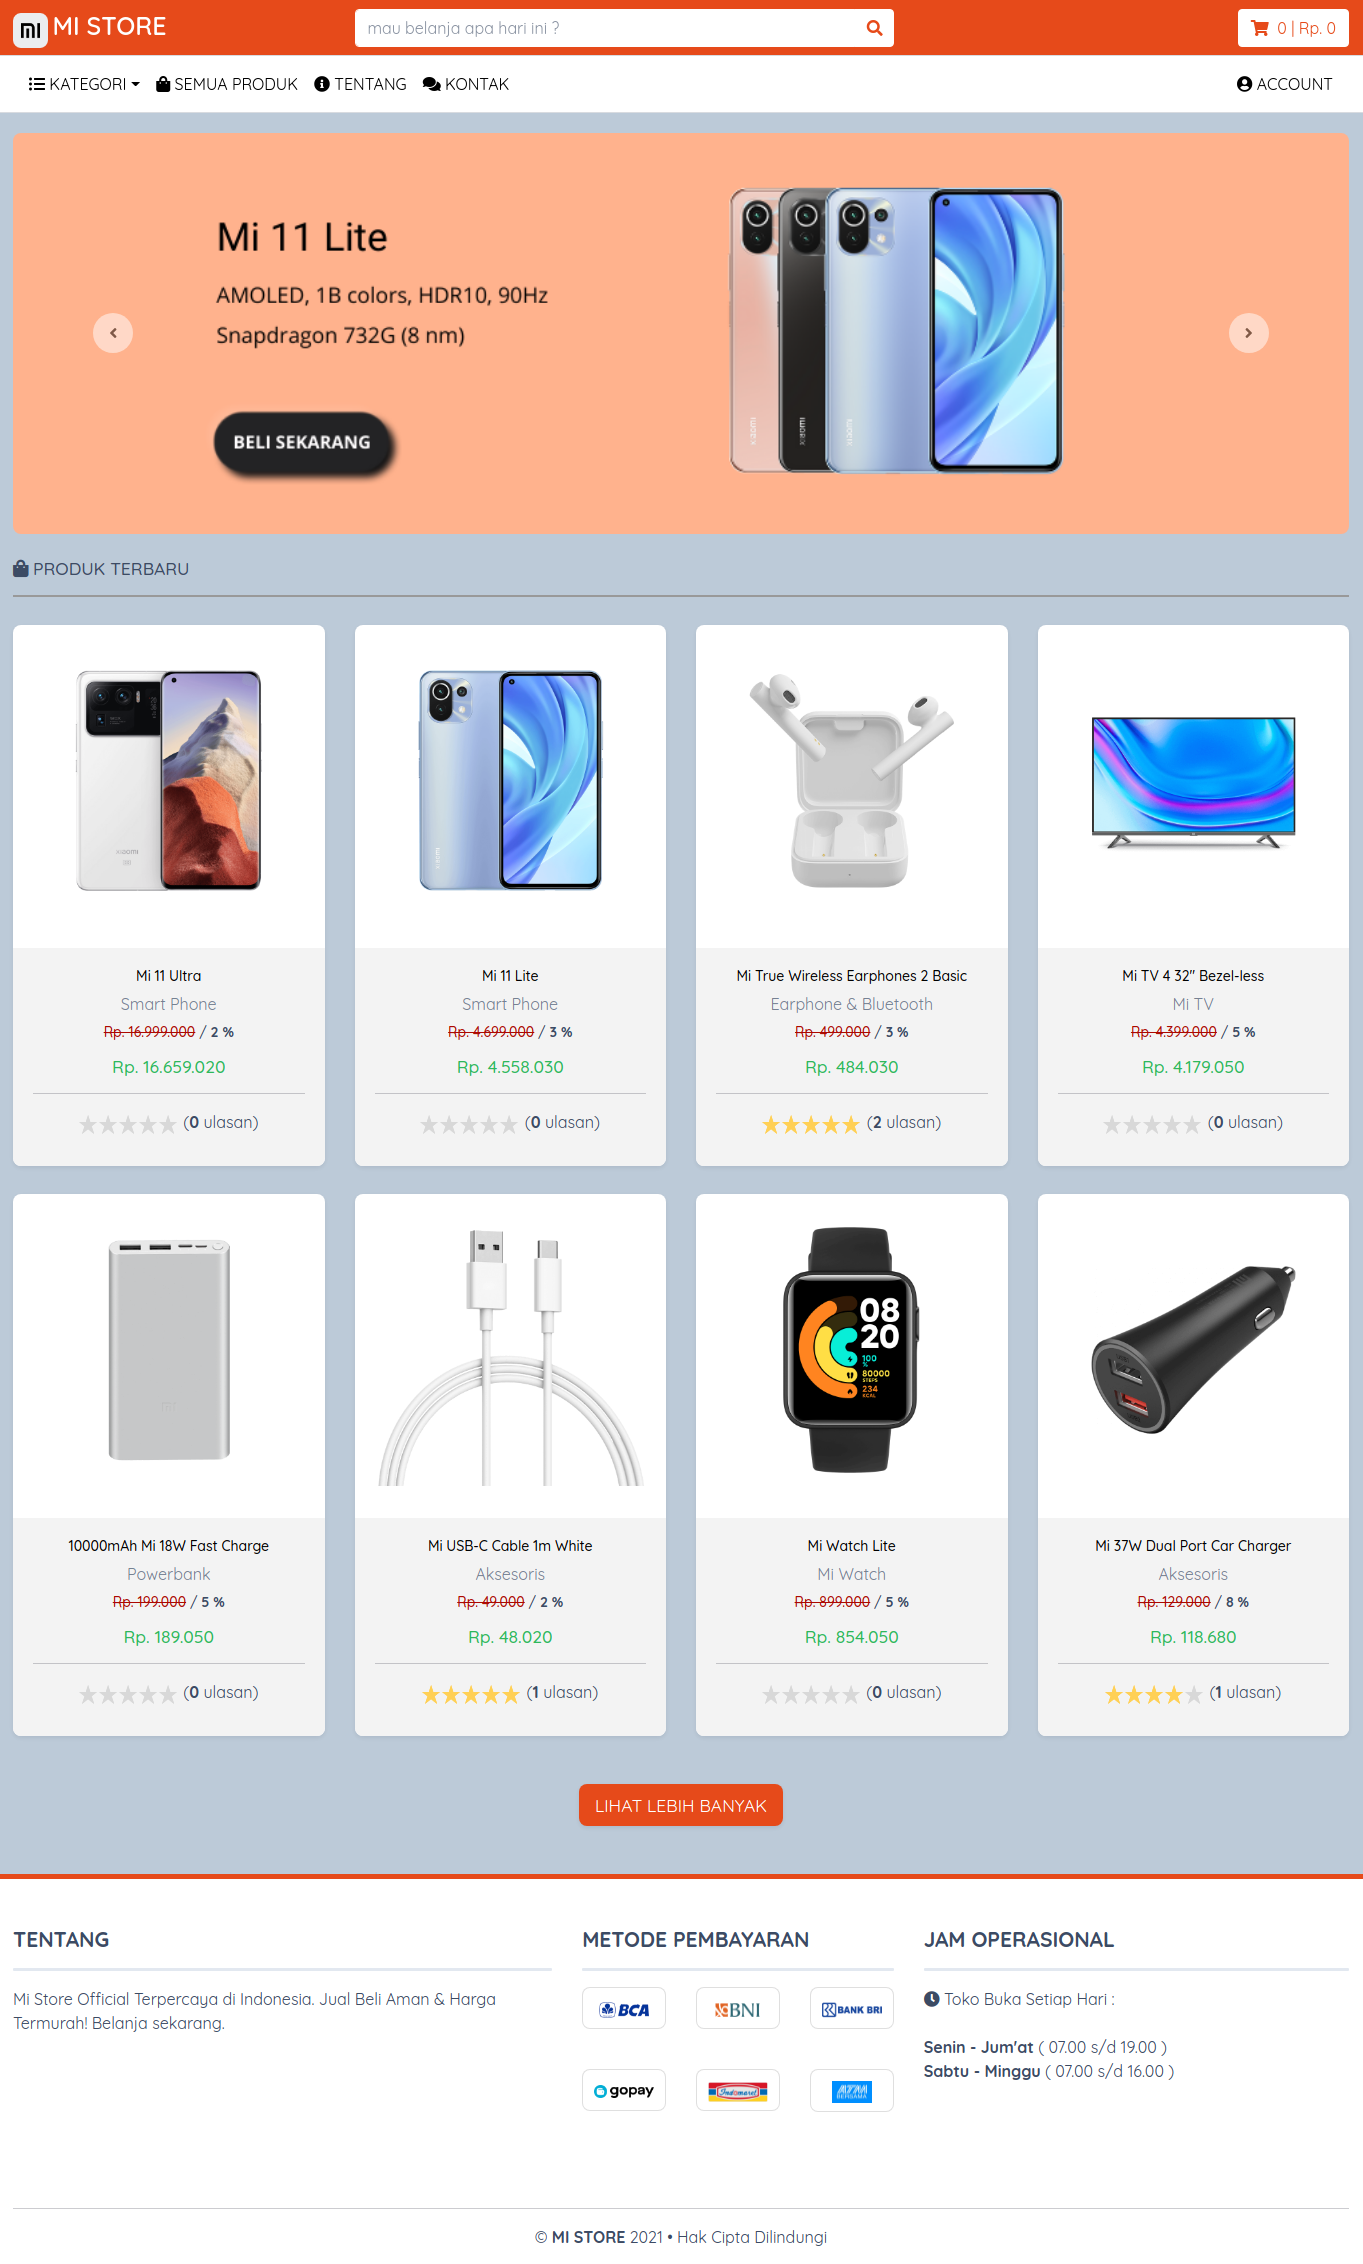 MI STORE
mau belanja apa hari ini ?
0 | Rp. 0
KATEGORI
SEMUA PRODUK
TENTANG
KONTAK
ACCOUNT
Mi 11 Lite
AMOLED, 1B colors, HDR10, 90Hz
Snapdragon 732G (8 nm)
BELI SEKARANG
PRODUK TERBARU
Mi 11 Ultra
Smart Phone
Rp. 16.999.000 / 2 %
Rp. 16.659.020
(0 ulasan)
Mi 11 Lite
Smart Phone
Rp. 4.699.000 / 3 %
Rp. 4.558.030
(0 ulasan)
Mi True Wireless Earphones 2 Basic
Earphone & Bluetooth
Rp. 499.000 / 3 %
Rp. 484.030
(2 ulasan)
Mi TV 4 32" Bezel-less
Mi TV
Rp. 4.399.000 / 5 %
Rp. 4.179.050
(0 ulasan)
08
20
100
%
80000
STEPS
234
KCAL
10000mAh Mi 18W Fast Charge
Powerbank
Rp. 199.000 / 5 %
Rp. 189.050
(0 ulasan)
Mi USB-C Cable 1m White
Aksesoris
Rp. 49.000 / 2 %
Rp. 48.020
(1 ulasan)
Mi Watch Lite
Mi Watch
Rp. 899.000 / 5 %
Rp. 854.050
(0 ulasan)
Mi 37W Dual Port Car Charger
Aksesoris
Rp. 129.000 / 8 %
Rp. 118.680
(1 ulasan)
LIHAT LEBIH BANYAK
TENTANG
Mi Store Official Terpercaya di Indonesia. Jual Beli Aman & Harga
Termurah! Belanja sekarang.
METODE PEMBAYARAN
BCA
BNI
BANK BRI
gopay
Indomaret
ATM
BERSAMA
JAM OPERASIONAL
Toko Buka Setiap Hari :
Senin - Jum'at ( 07.00 s/d 19.00 )
Sabtu - Minggu ( 07.00 s/d 16.00 )
© MI STORE 2021 • Hak Cipta Dilindungi